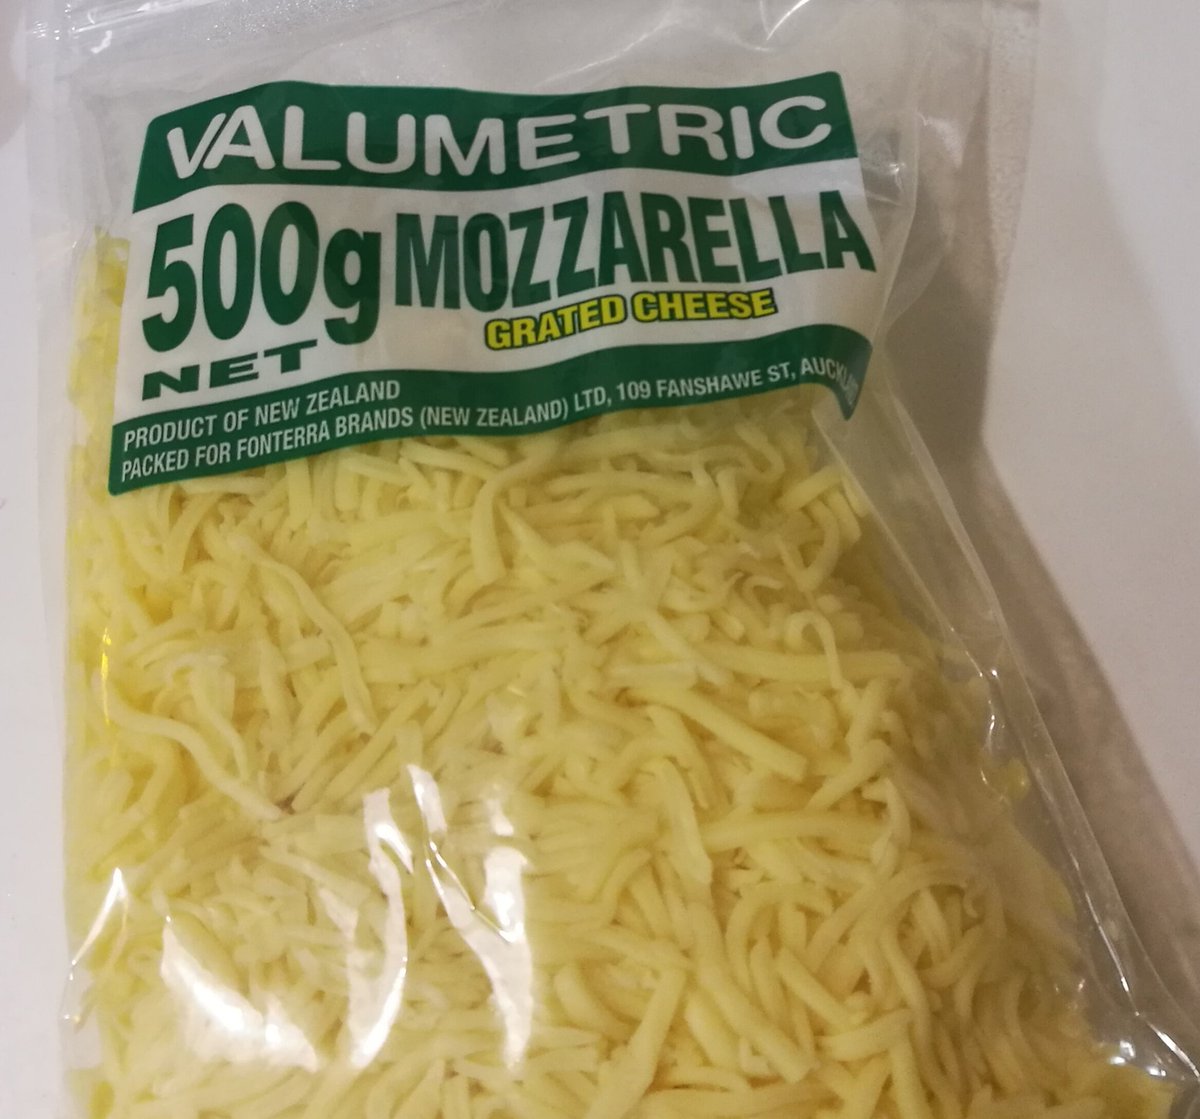 VALUMETRIC
500g MOZZARELLA
GRATED CHEESE
NET
PRODUCT OF NEW ZEALAND
PACKED FOR FONTERRA BRANDS (NEW ZEALAND) LTD, 109 FANSHAWE ST, AUCKLAND